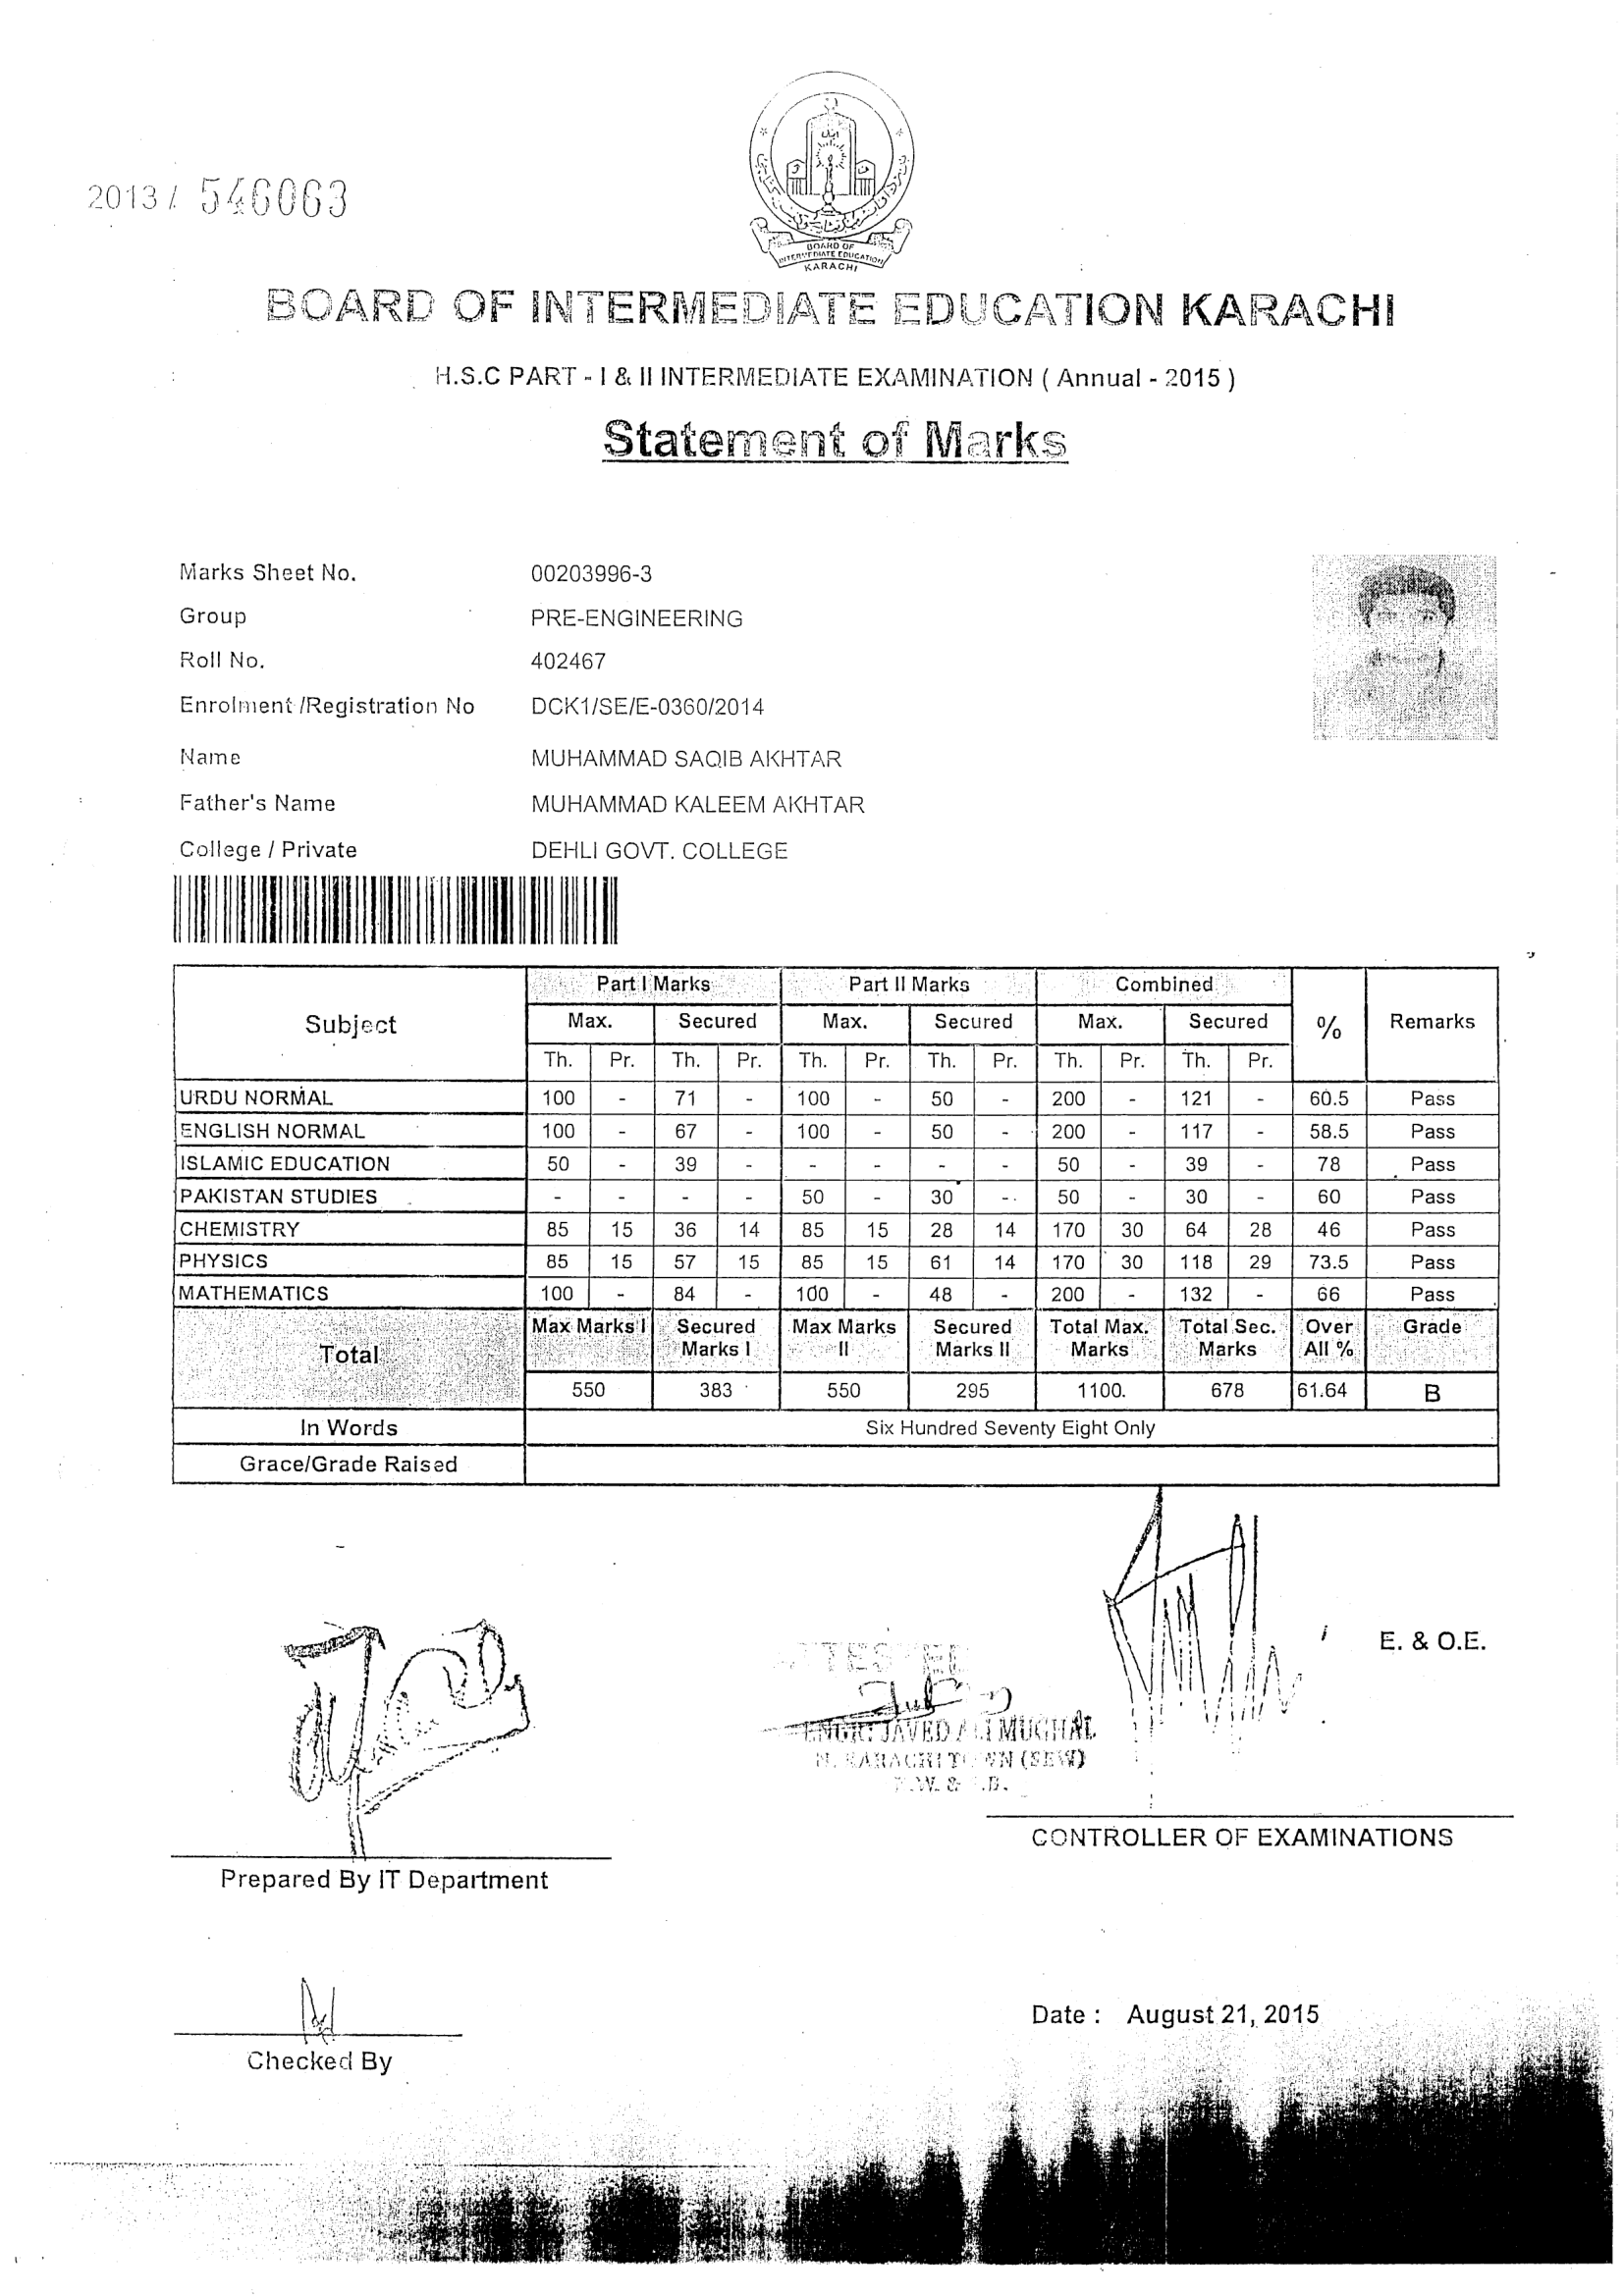 2013 / 546063
BOARD OF
INTERMEDIATE EDUCATION
KARACHI
BOARD OF INTERMEDIATE EDUCATION KARACHI
H.S.C PART - I & II INTERMEDIATE EXAMINATION ( Annual - 2015 )
Statement of Marks
Marks Sheet No. 00203996-3
Group PRE-ENGINEERING
Roll No. 402467
Enrolment /Registration No DCK1/SE/E-0360/2014
Name MUHAMMAD SAQIB AKHTAR
Father's Name MUHAMMAD KALEEM AKHTAR
College / Private DEHLI GOVT. COLLEGE
Subject Part I Marks Part II Marks Combined % Remarks
Max. Secured Max. Secured Max. Secured
Th. Pr. Th. Pr. Th. Pr. Th. Pr. Th. Pr. Th. Pr.
URDU NORMAL 100 - 71 - 100 - 50 - 200 - 121 - 60.5 Pass
ENGLISH NORMAL 100 - 67 - 100 - 50 - 200 - 117 - 58.5 Pass
ISLAMIC EDUCATION 50 - 39 - - - - - 50 - 39 - 78 Pass
PAKISTAN STUDIES - - - - 50 - 30 - 50 - 30 - 60 Pass
CHEMISTRY 85 15 36 14 85 15 28 14 170 30 64 28 46 Pass
PHYSICS 85 15 57 15 85 15 61 14 170 30 118 29 73.5 Pass
MATHEMATICS 100 - 84 - 100 - 48 - 200 - 132 - 66 Pass
Total Max Marks I Secured Marks I Max Marks II Secured Marks II Total Max. Marks Total Sec. Marks Over All % Grade
550 383 550 295 1100. 678 61.64 B
In Words Six Hundred Seventy Eight Only
Grace/Grade Raised
E. & O.E.
ATTESTED
ENGR. JAVED ALI MUGHAL
N. KARACHI TOWN (SEW)
CONTROLLER OF EXAMINATIONS
Prepared By IT Department
Date : August 21, 2015
Checked By